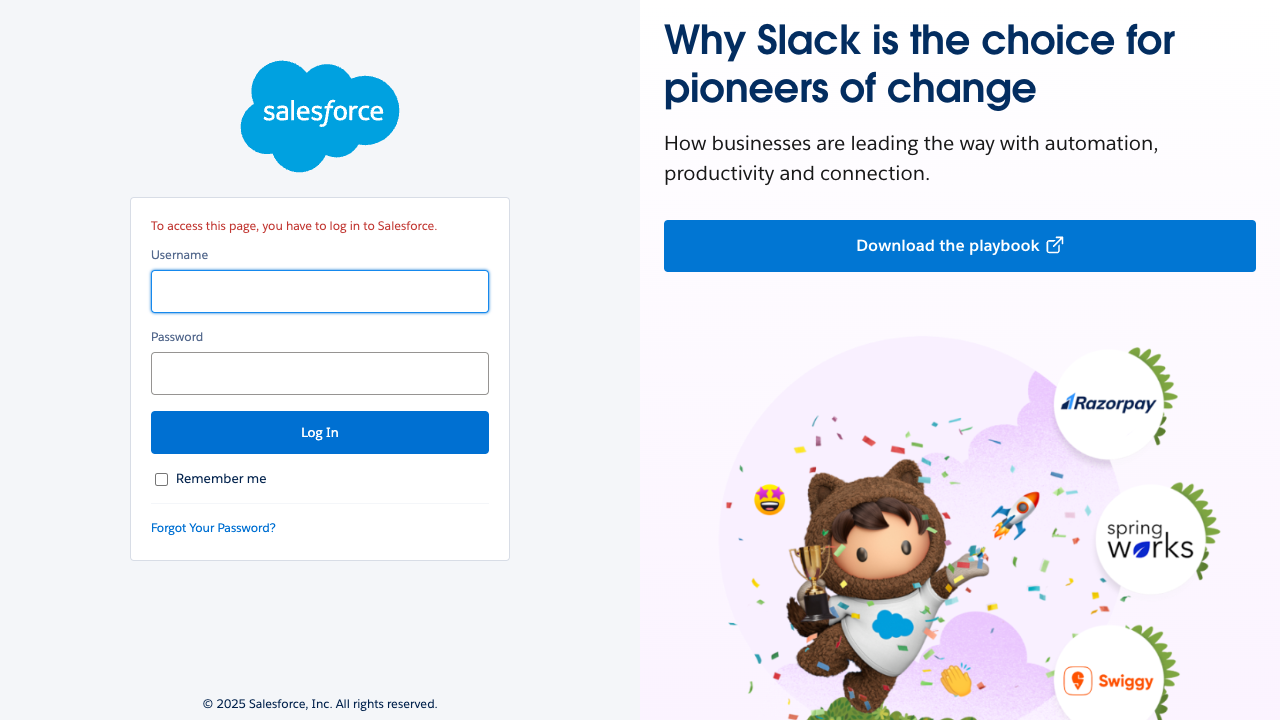 salesforce
To access this page, you have to log in to Salesforce.
Username
Password
Log In
Remember me
Forgot Your Password?
© 2025 Salesforce, Inc. All rights reserved.
Why Slack is the choice for
pioneers of change
How businesses are leading the way with automation,
productivity and connection.
Download the playbook
Razorpay
spring
works
Swiggy